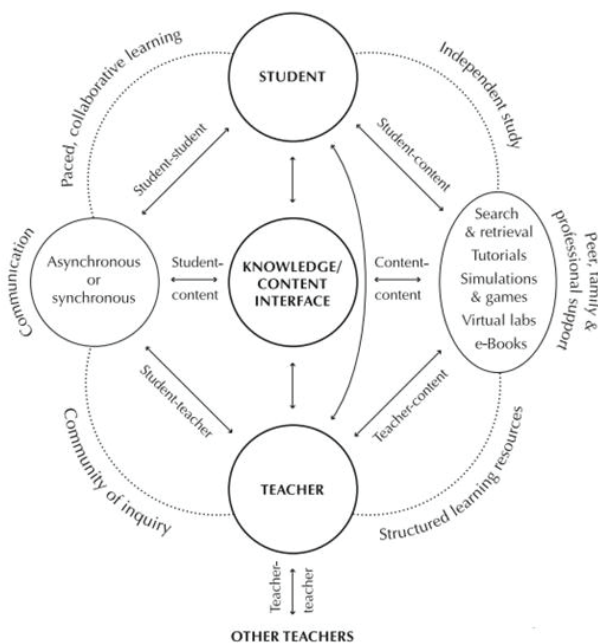 STUDENT
Paced, collaborative learning
Independent study
Student-student
Student-content
Communication
Asynchronous
or
synchronous
Student-
content
KNOWLEDGE/
CONTENT
INTERFACE
Content-
content
Search
& retrieval
Tutorials
Simulations
& games
Virtual labs
e-Books
Peer, family &
professional support
Student-teacher
Teacher-content
Community of inquiry
Structured learning resources
TEACHER
Teacher-
teacher
OTHER TEACHERS